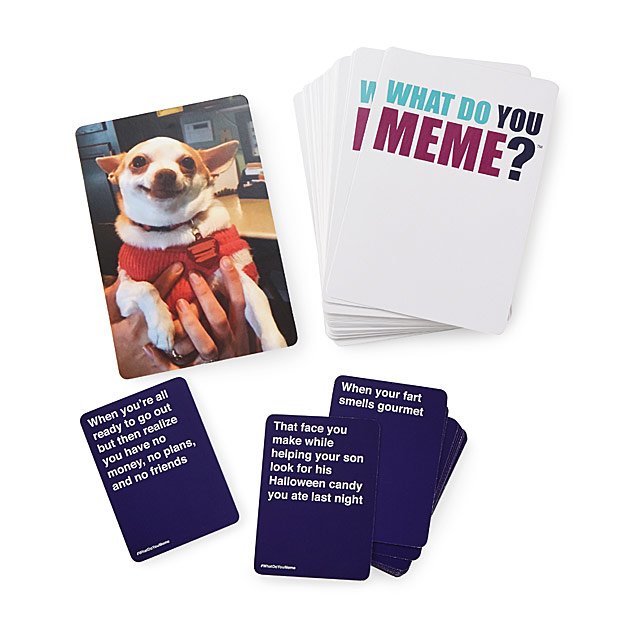 WHAT DO YOU
MEME?™
When you're all
ready to go out
but then realize
you have no
money, no plans,
and no friends
#WhatDoYouMeme
When your fart
smells gourmet
That face you
make while
helping your son
look for his
Halloween candy
you ate last night
#WhatDoYouMeme